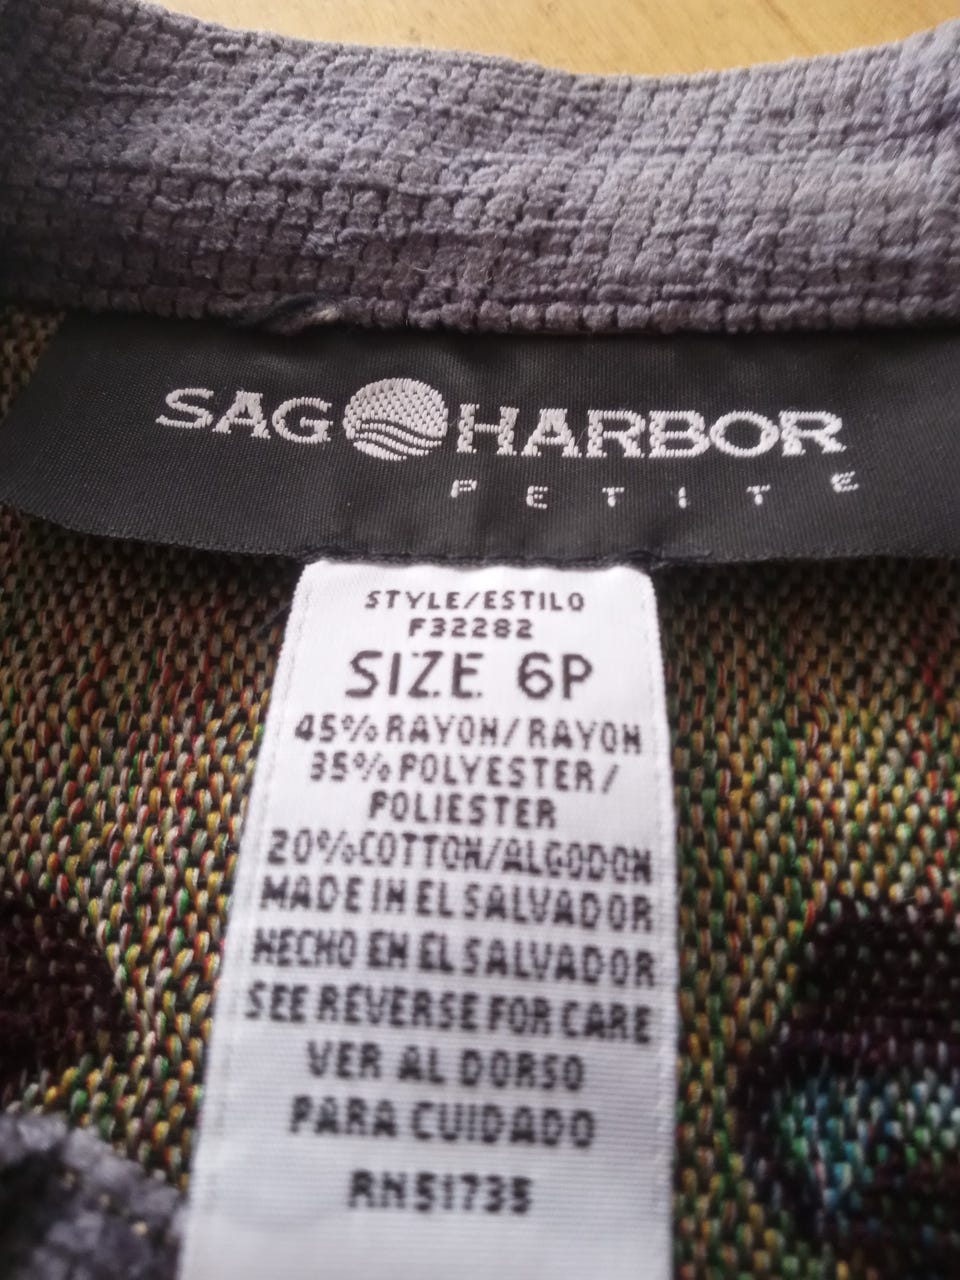 SAG HARBOR
PETITE
STYLE/ESTILO
F32282
SIZE 6P
45% RAYON/RAYON
35% POLYESTER/
POLIESTER
20% COTTON/ALGODON
MADE IN EL SALVADOR
HECHO EN EL SALVADOR
SEE REVERSE FOR CARE
VER AL DORSO
PARA CUIDADO
RN51735